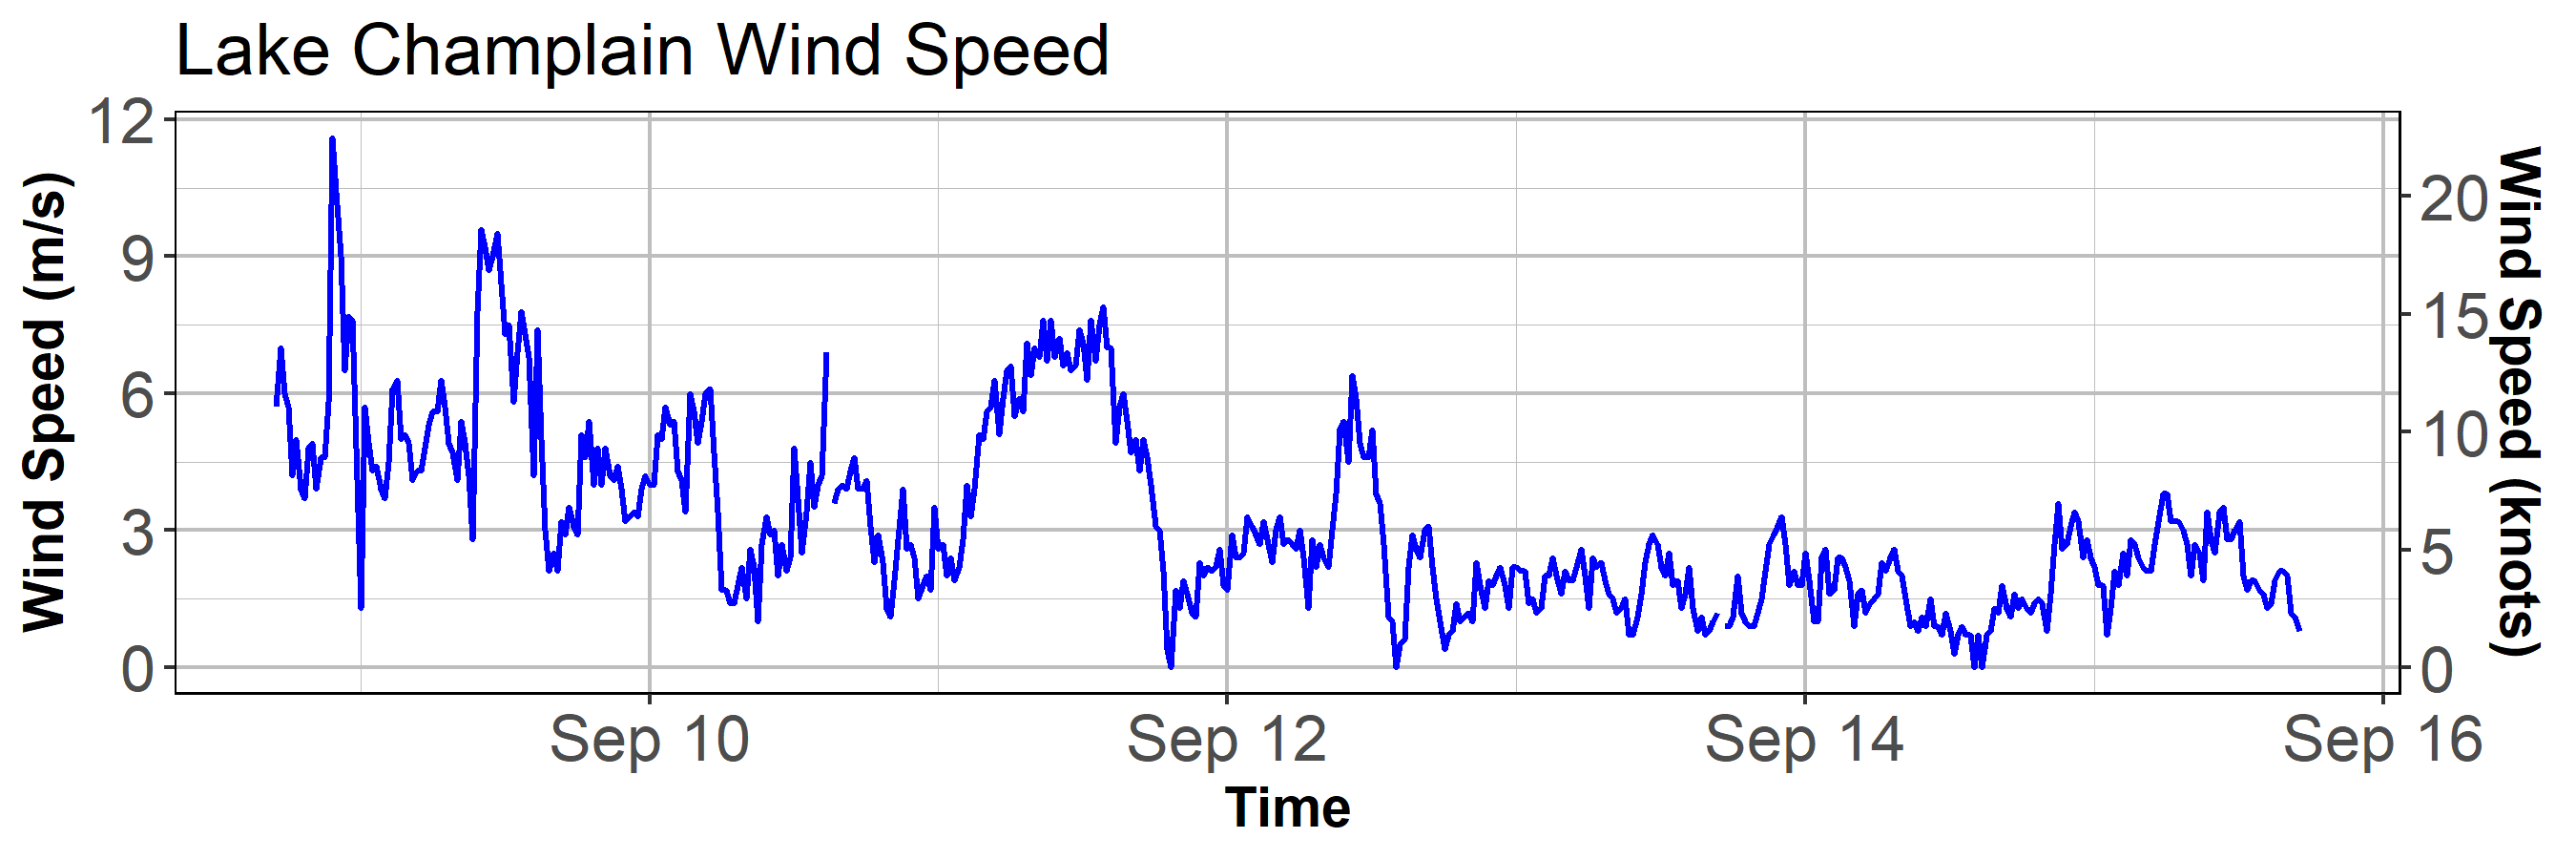 Lake Champlain Wind Speed
12
9
6
3
0
Wind Speed (m/s)
20
15
10
5
0
Wind Speed (knots)
Sep 10
Sep 12
Sep 14
Sep 16
Time